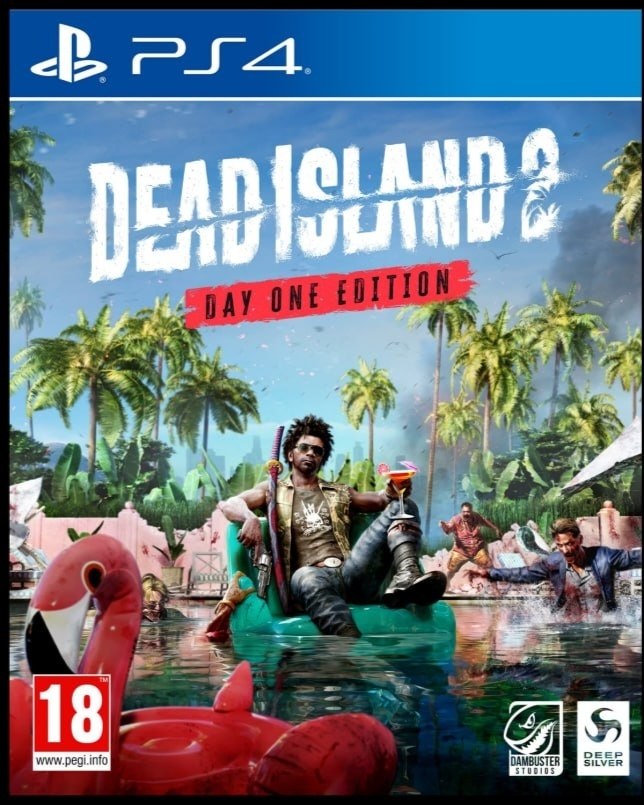 PS4
DEAD ISLAND 2
DAY ONE EDITION
18
www.pegi.info
DAMBUSTER
STUDIOS
DEEP
SILVER